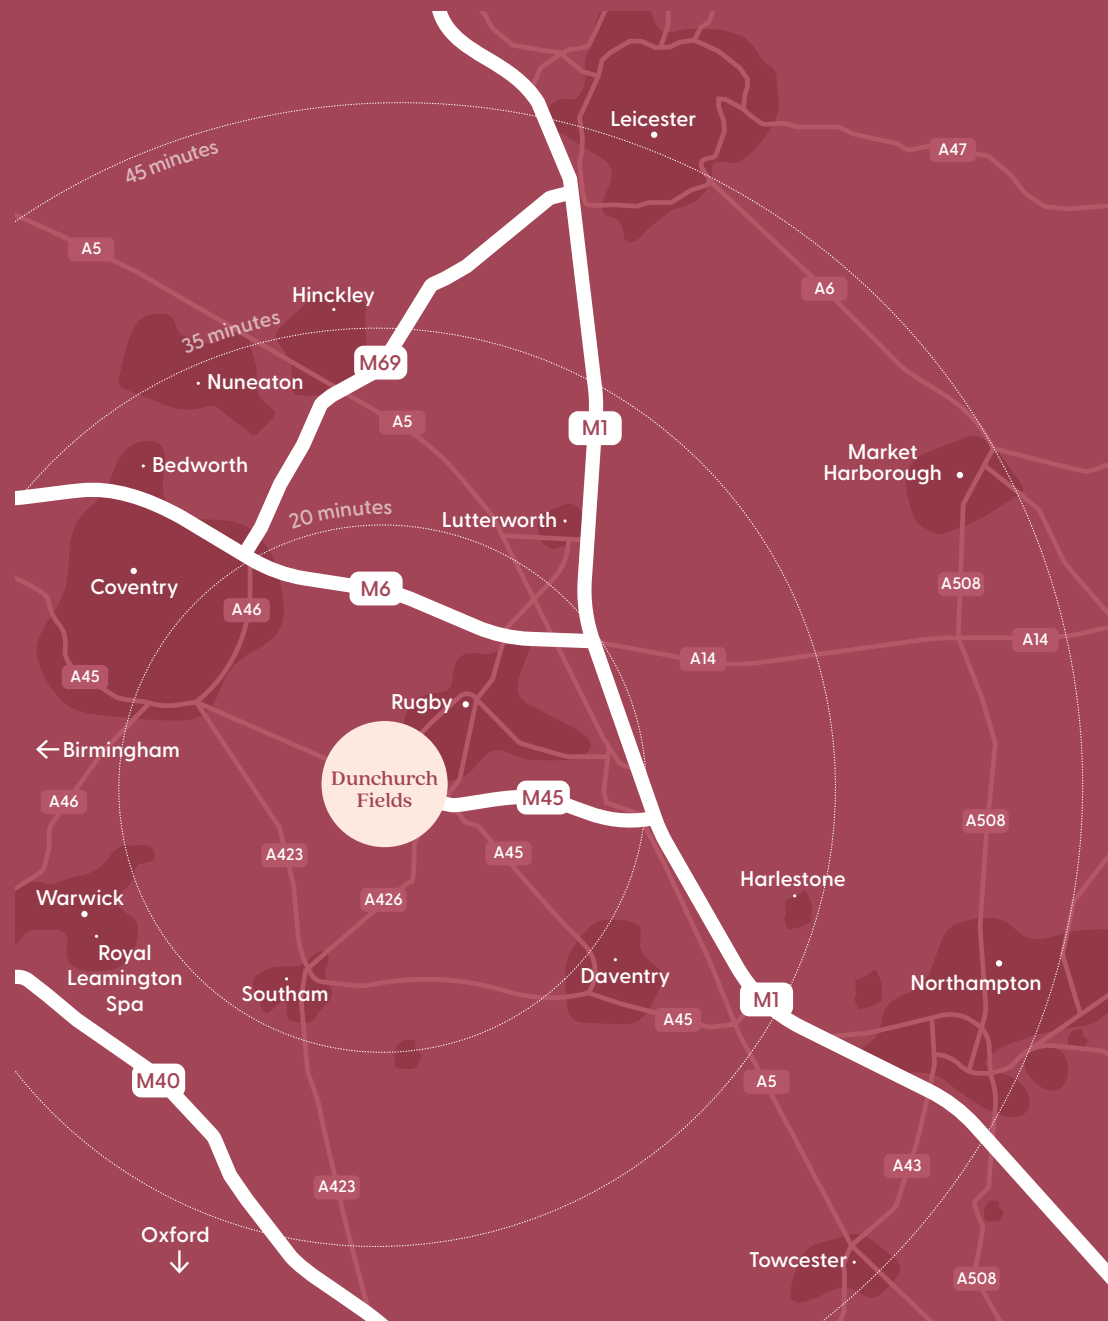 Leicester
45 minutes
A47
A5
A6
Hinckley
35 minutes
M69
Nuneaton
A5
M1
Market
Harborough
Bedworth
20 minutes
Lutterworth
Coventry
M6
A508
A46
A14
A14
A45
Rugby
Birmingham
Dunchurch
Fields
M45
A46
A508
A423
A45
Harlestone
A426
Warwick
Royal
Leamington
Spa
Southam
Daventry
Northampton
M1
A45
M40
A5
A43
A423
Oxford
Towcester
A508